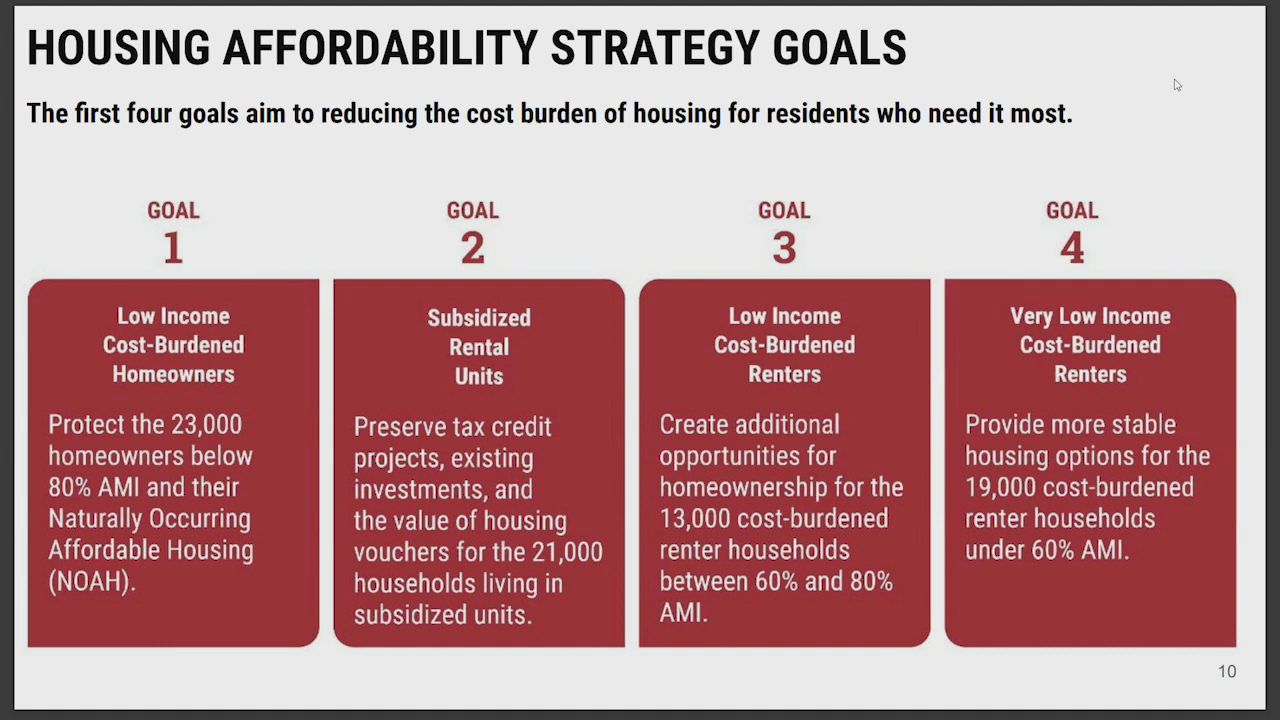 HOUSING AFFORDABILITY STRATEGY GOALS
The first four goals aim to reducing the cost burden of housing for residents who need it most.
GOAL
1
Low Income
Cost-Burdened
Homeowners
Protect the 23,000
homeowners below
80% AMI and their
Naturally Occurring
Affordable Housing
(NOAH).
GOAL
2
Subsidized
Rental
Units
Preserve tax credit
projects, existing
investments, and
the value of housing
vouchers for the 21,000
households living in
subsidized units.
GOAL
3
Low Income
Cost-Burdened
Renters
Create additional
opportunities for
homeownership for the
13,000 cost-burdened
renter households
between 60% and 80%
AMI.
GOAL
4
Very Low Income
Cost-Burdened
Renters
Provide more stable
housing options for the
19,000 cost-burdened
renter households
under 60% AMI.
10